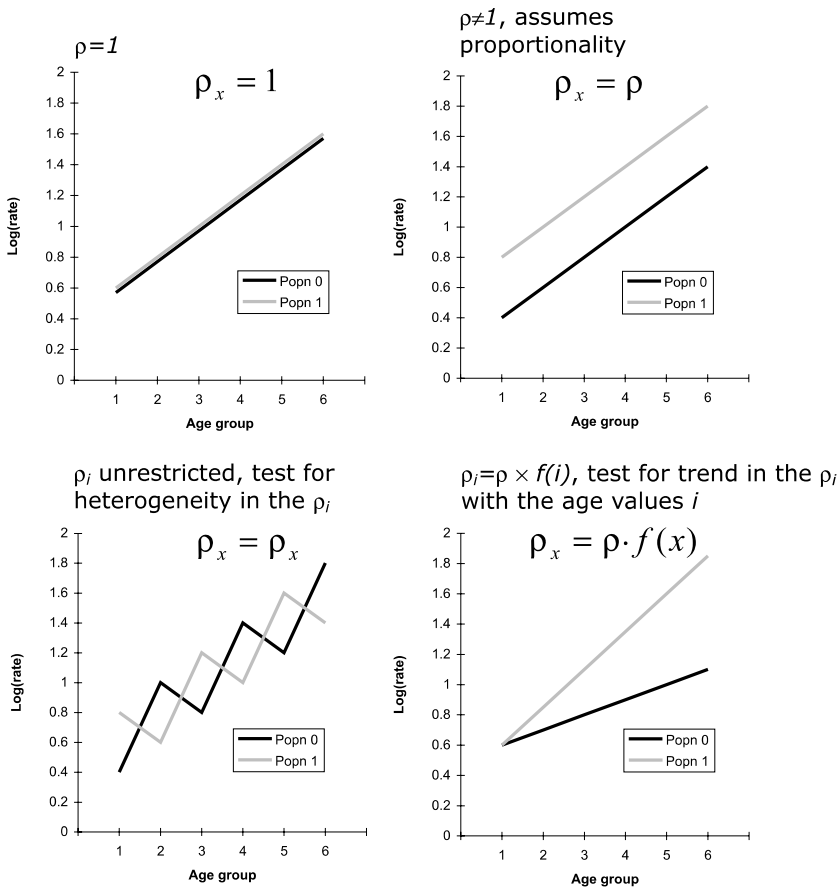 ρ=1
ρₓ = 1
2
1.8
1.6
1.4
1.2
1
0.8
0.6
0.4
0.2
0
Log(rate)
Popn 0
Popn 1
1 2 3 4 5 6
Age group
ρ≠1, assumes
proportionality
ρₓ = ρ
2
1.8
1.6
1.4
1.2
1
0.8
0.6
0.4
0.2
0
Log(rate)
Popn 0
Popn 1
1 2 3 4 5 6
Age group
ρᵢ unrestricted, test for
heterogeneity in the ρᵢ
ρₓ = ρₓ
2
1.8
1.6
1.4
1.2
1
0.8
0.6
0.4
0.2
0
Log(rate)
Popn 0
Popn 1
1 2 3 4 5 6
Age group
ρᵢ=ρ × f(i), test for trend in the ρᵢ
with the age values i
ρₓ = ρ·f(x)
2
1.8
1.6
1.4
1.2
1
0.8
0.6
0.4
0.2
0
Log(rate)
Popn 0
Popn 1
1 2 3 4 5 6
Age group